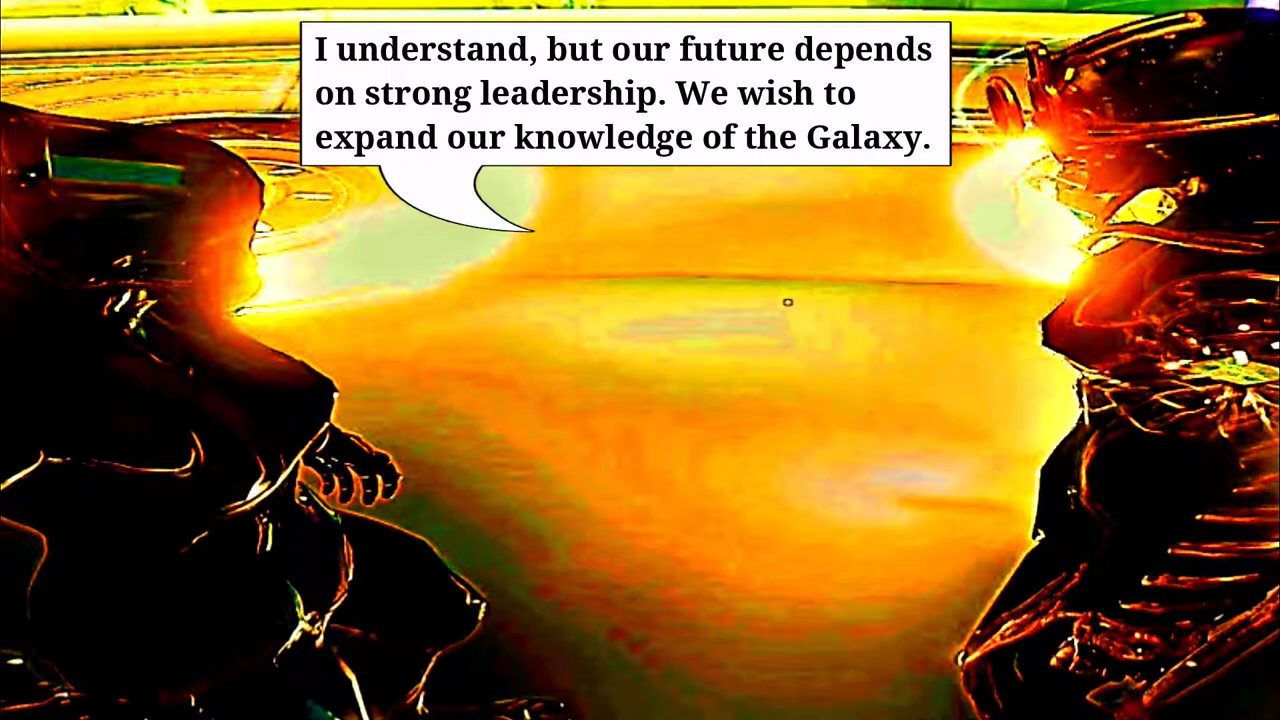 I understand, but our future depends
on strong leadership. We wish to
expand our knowledge of the Galaxy.